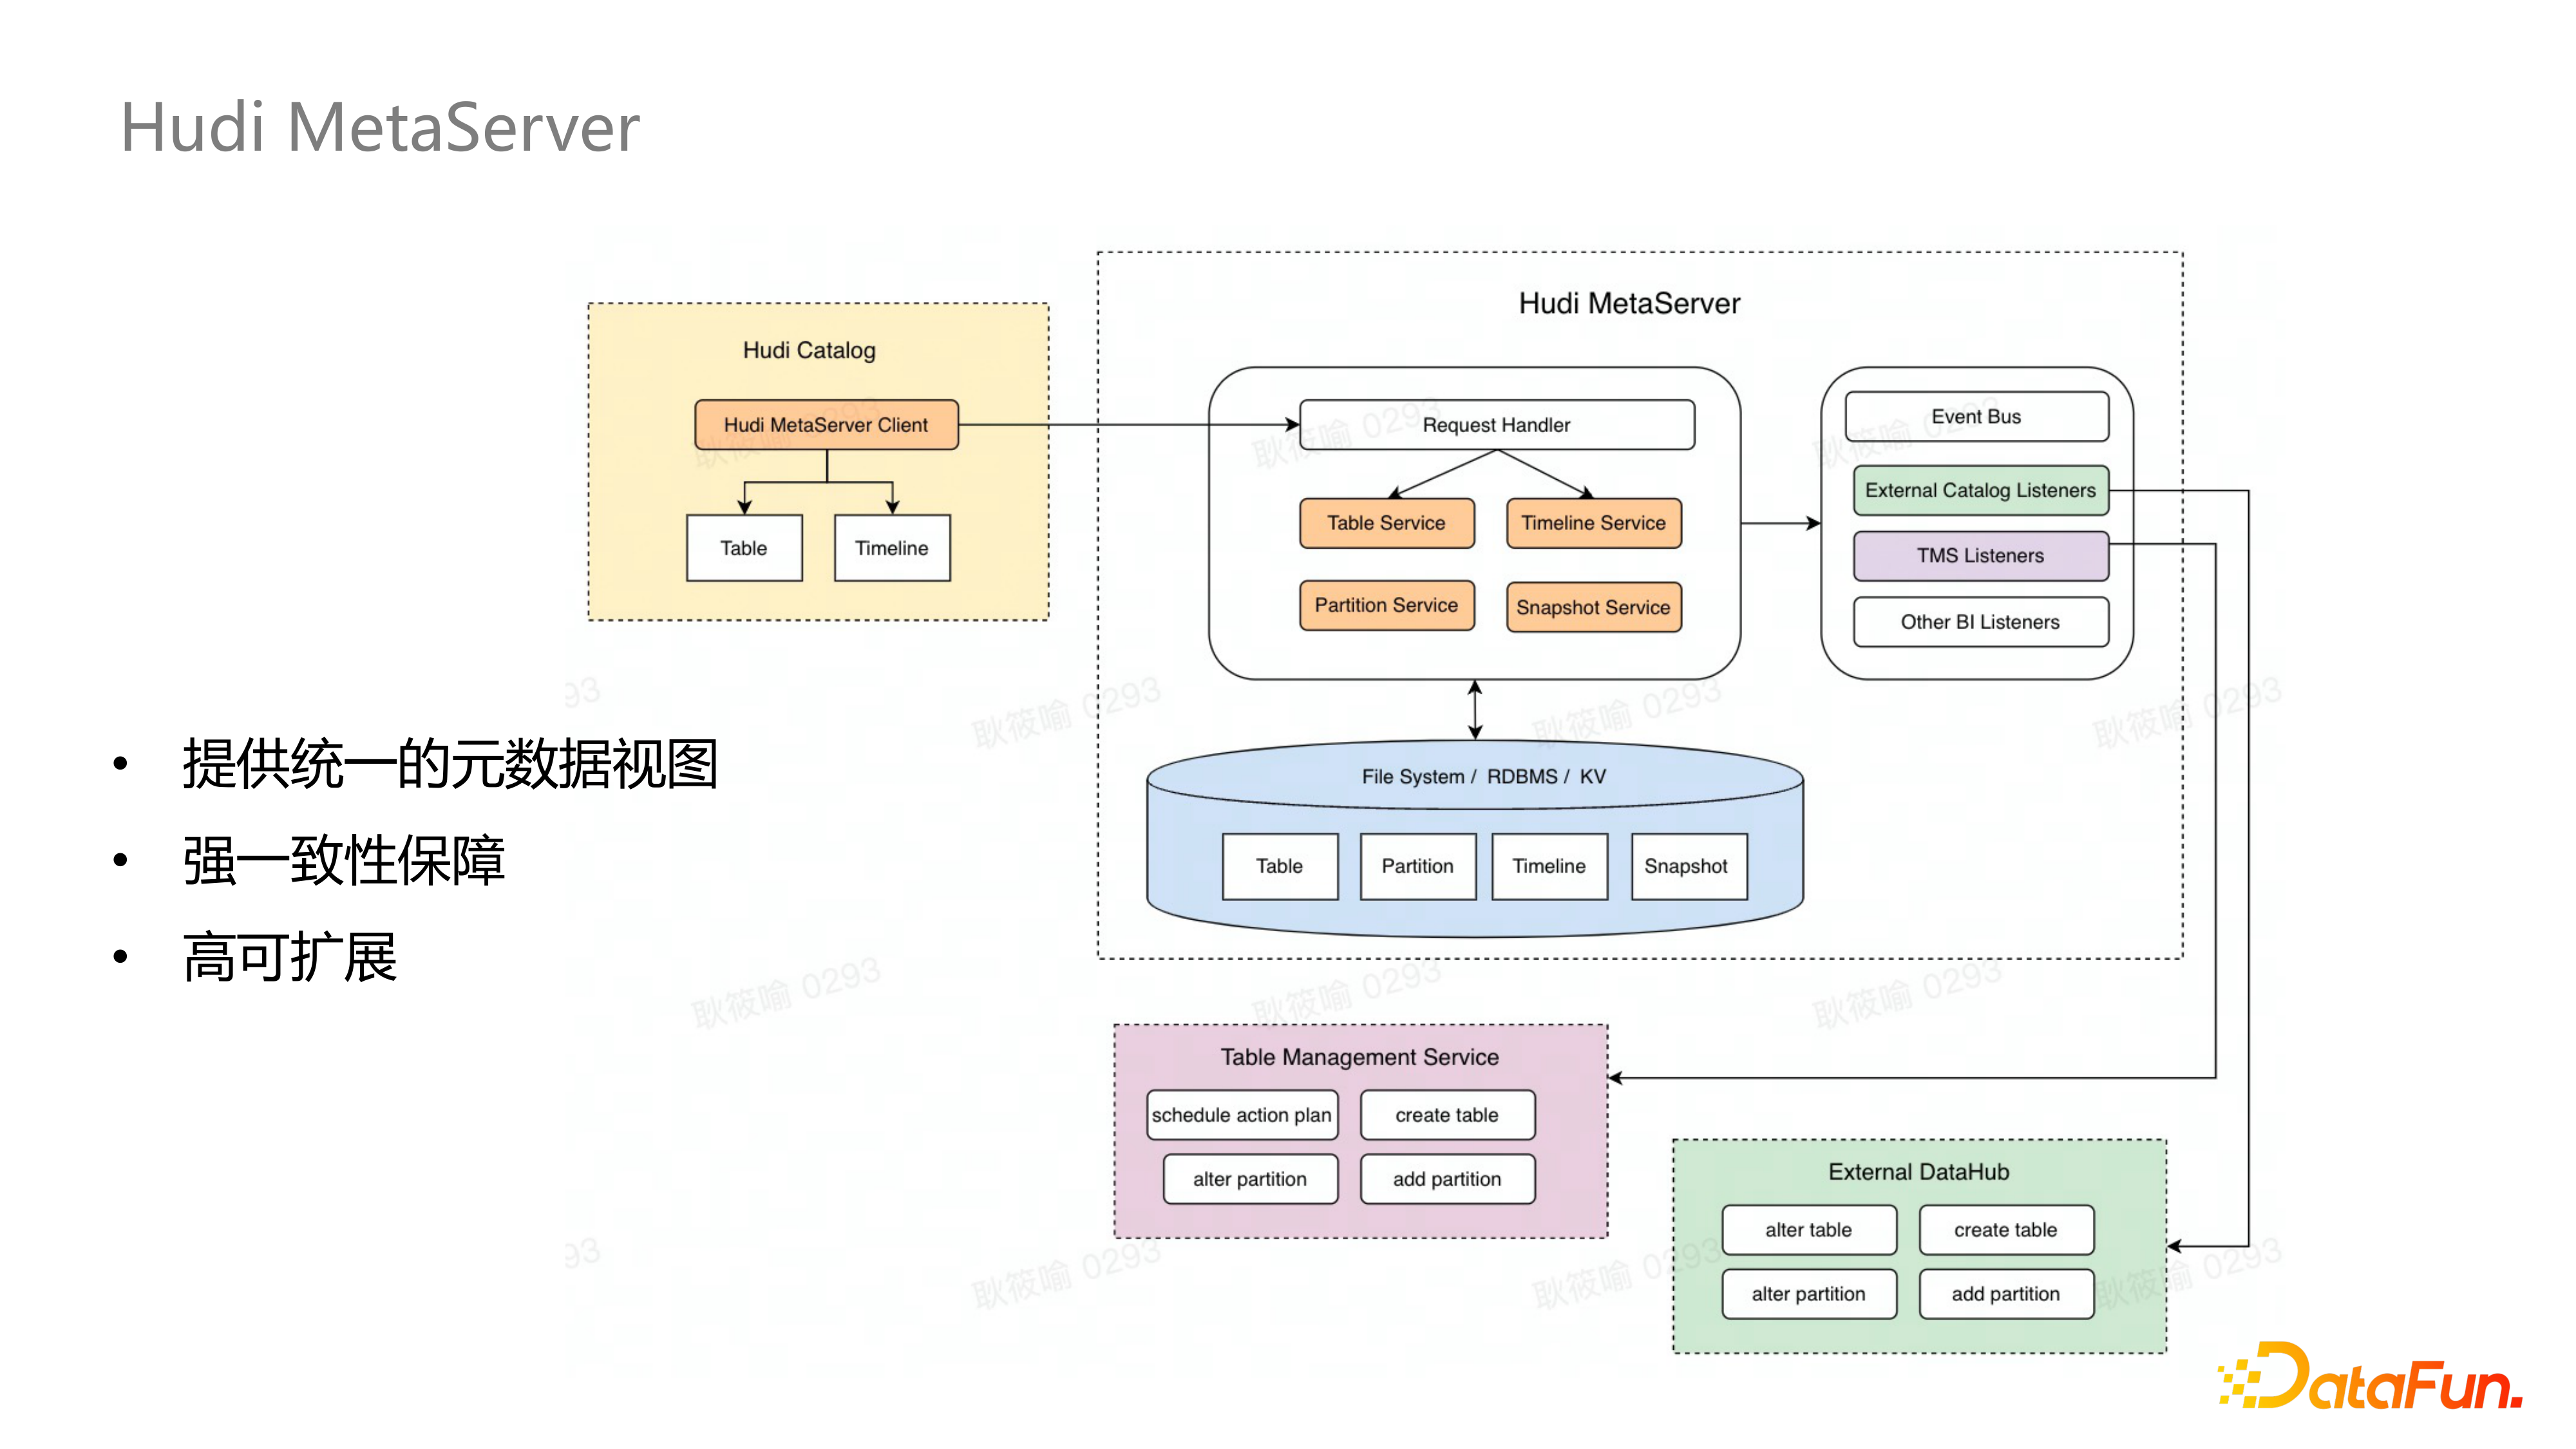 Hudi MetaServer
Hudi MetaServer
Hudi Catalog
Hudi MetaServer Client
Table
Timeline
Request Handler
Table Service
Timeline Service
Partition Service
Snapshot Service
Event Bus
External Catalog Listeners
TMS Listeners
Other BI Listeners
File System / RDBMS / KV
Table
Partition
Timeline
Snapshot
• 提供统一的元数据视图
• 强一致性保障
• 高可扩展
Table Management Service
schedule action plan
create table
alter partition
add partition
External DataHub
alter table
create table
alter partition
add partition
耿筱喻 0293
DataFun.